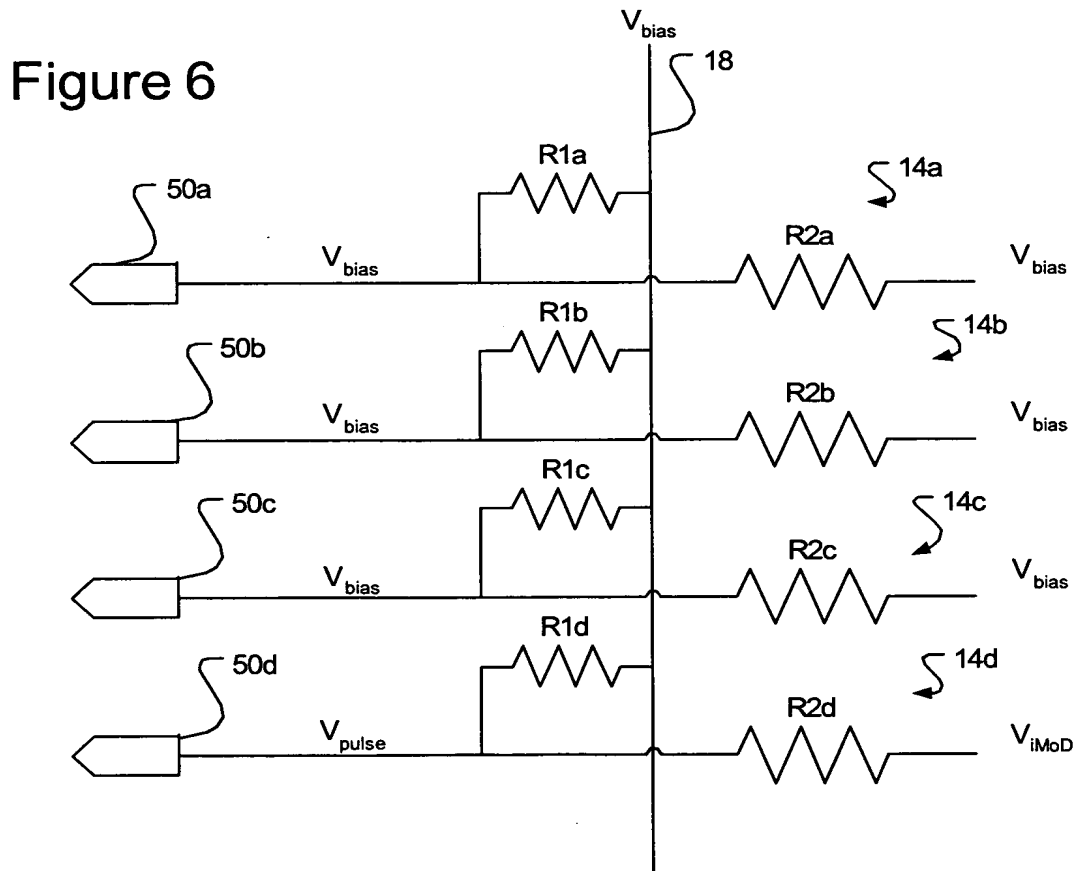 Figure 6
V_bias
18
R1a
14a
50a
V_bias
R2a
V_bias
R1b
14b
50b
V_bias
R2b
V_bias
R1c
14c
50c
V_bias
R2c
V_bias
R1d
14d
50d
V_pulse
R2d
V_iMoD